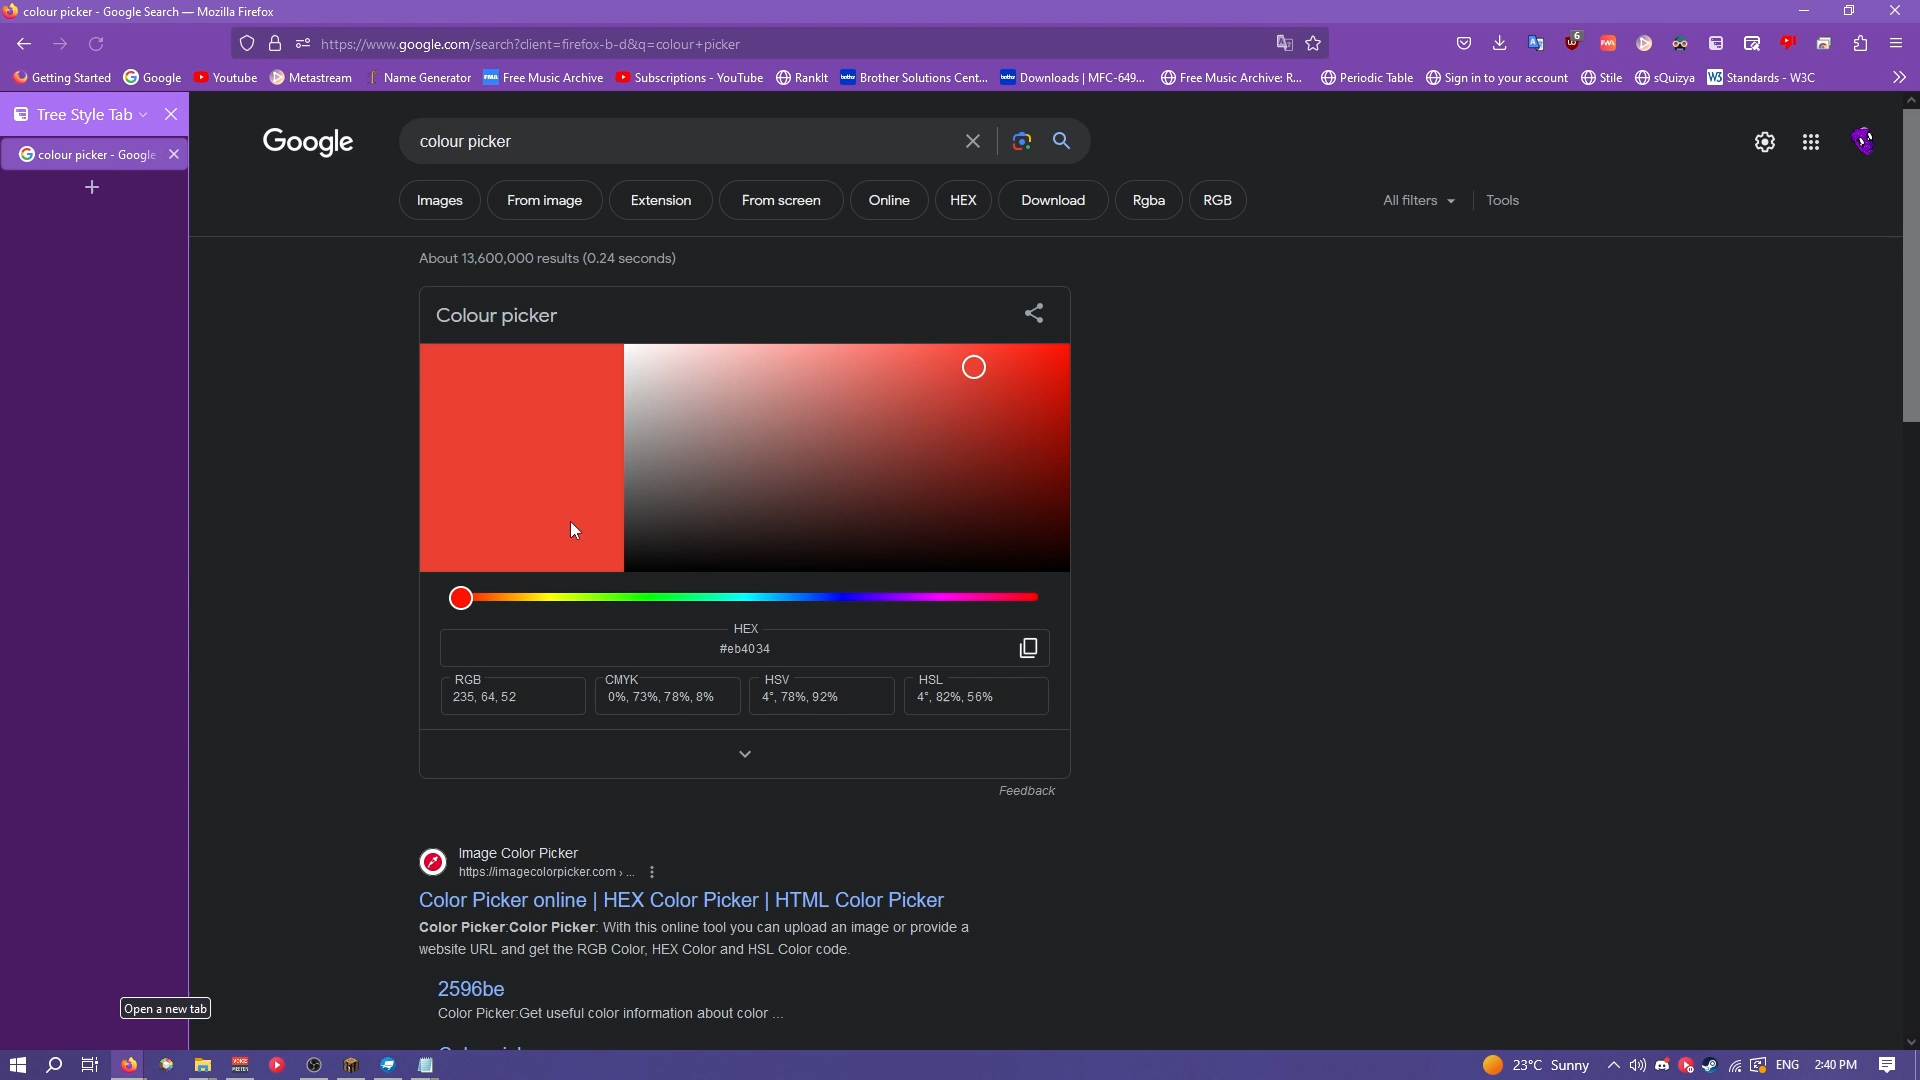 colour picker - Google Search — Mozilla Firefox
https://www.google.com/search?client=firefox-b-d&q=colour+picker
6
Getting Started Google Youtube Metastream Name Generator FMA Free Music Archive Subscriptions - YouTube RankIt brother Brother Solutions Cent... brother Downloads | MFC-649... Free Music Archive: R... Periodic Table Sign in to your account Stile sQuizya W3 Standards - W3C
Tree Style Tab
colour picker - Google
Google
colour picker
Images From image Extension From screen Online HEX Download Rgba RGB All filters Tools
About 13,600,000 results (0.24 seconds)
Colour picker
HEX
#eb4034
RGB CMYK HSV HSL
235, 64, 52 0%, 73%, 78%, 8% 4°, 78%, 92% 4°, 82%, 56%
Feedback
Image Color Picker
https://imagecolorpicker.com › ...
Color Picker online | HEX Color Picker | HTML Color Picker
Color Picker:Color Picker: With this online tool you can upload an image or provide a
website URL and get the RGB Color, HEX Color and HSL Color code.
2596be
Color Picker:Get useful color information about color ...
Open a new tab
23°C Sunny ENG 2:40 PM